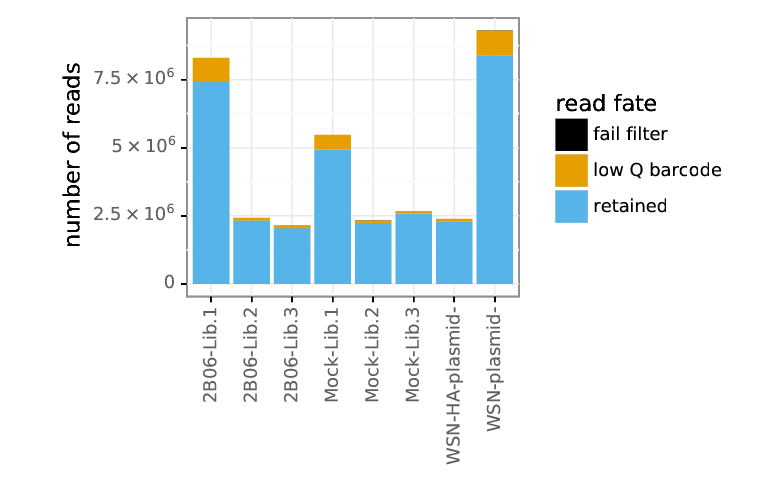 number of reads
7.5 × 10⁶
5 × 10⁶
2.5 × 10⁶
0
2B06-Lib.1
2B06-Lib.2
2B06-Lib.3
Mock-Lib.1
Mock-Lib.2
Mock-Lib.3
WSN-HA-plasmid-
WSN-plasmid-
read fate
fail filter
low Q barcode
retained